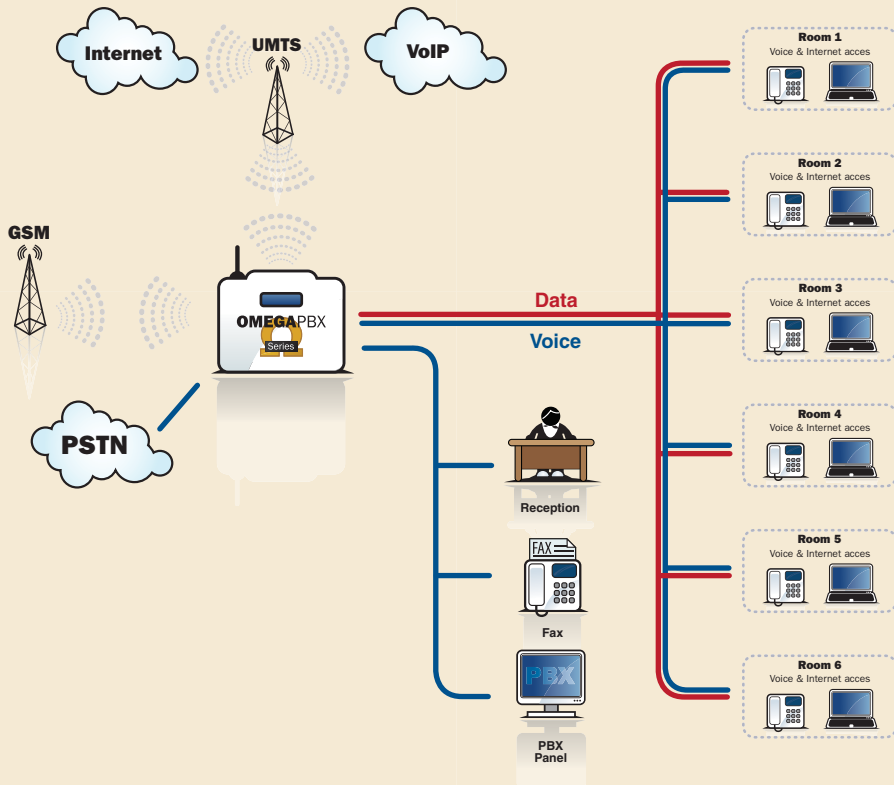 Internet
UMTS
VoIP
GSM
OMEGAPBX
Series
PSTN
Data
Voice
Reception
FAX
Fax
PBX
PBX
Panel
Room 1
Voice & Internet acces
Room 2
Voice & Internet acces
Room 3
Voice & Internet acces
Room 4
Voice & Internet acces
Room 5
Voice & Internet acces
Room 6
Voice & Internet acces